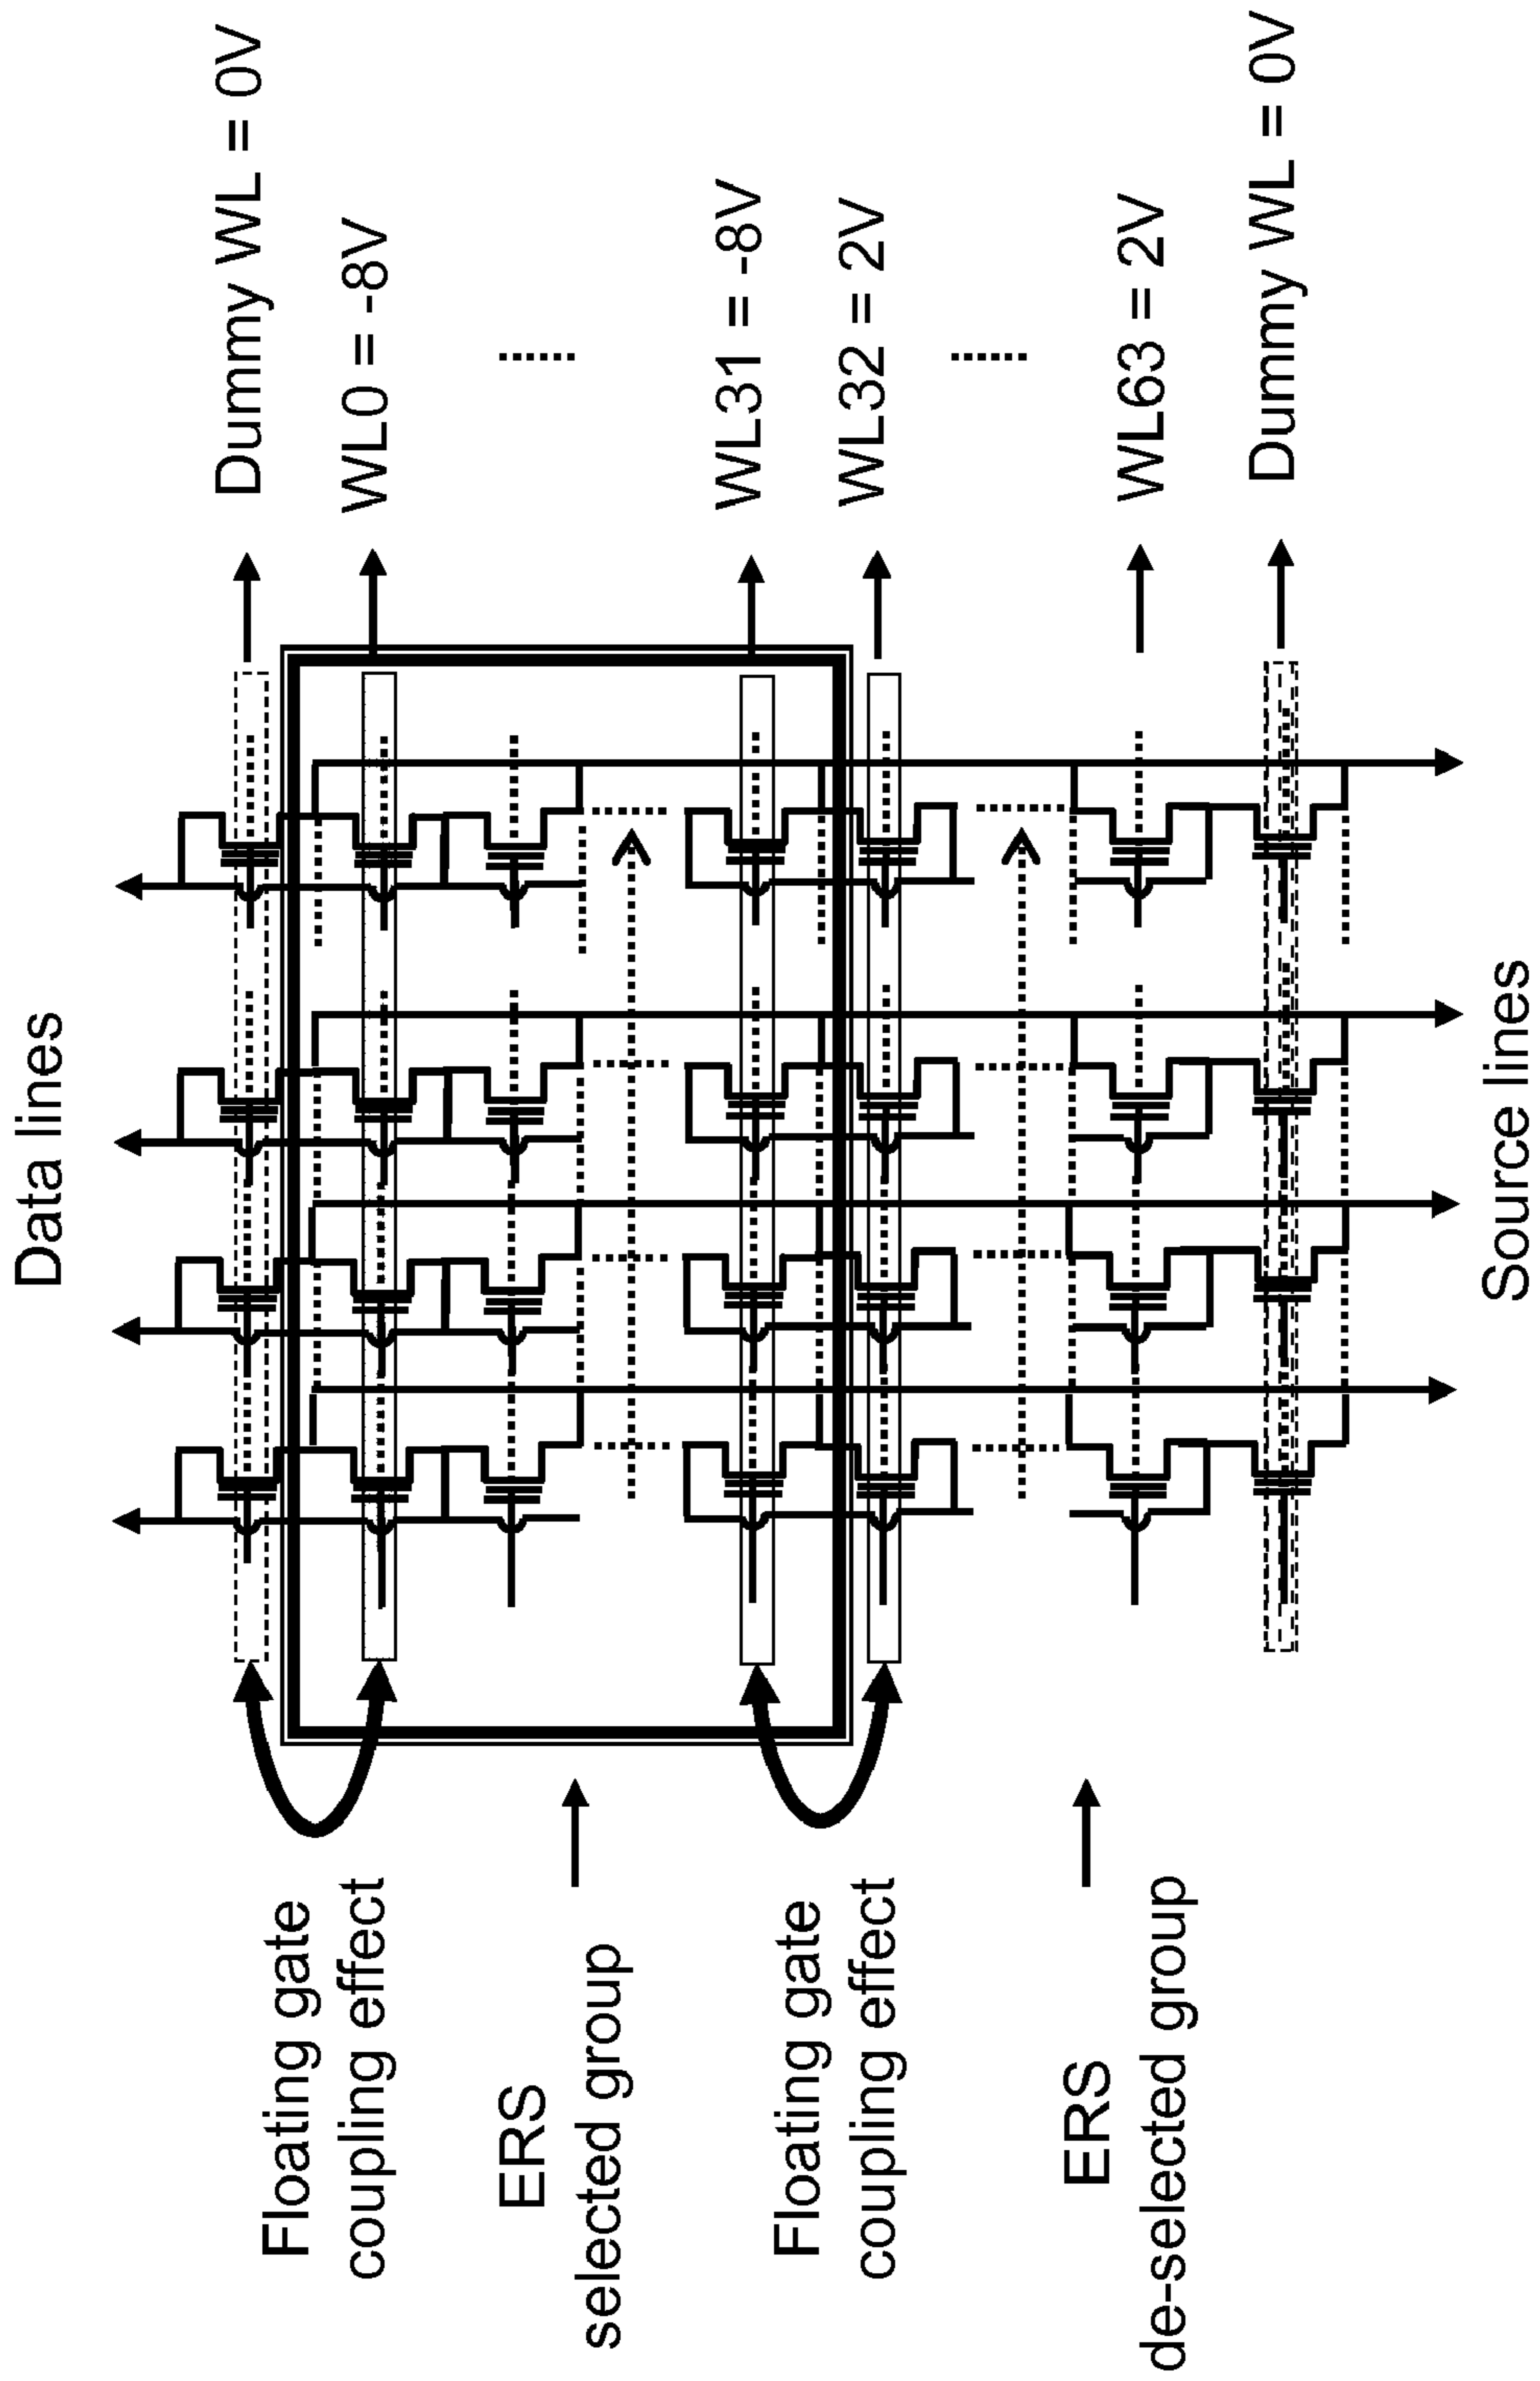 Data lines
Dummy WL = 0V
WL0 = -8V
WL31 = -8V
WL32 = 2V
WL63 = 2V
Dummy WL = 0V
Floating gate
coupling effect
ERS
selected group
Floating gate
coupling effect
ERS
de-selected group
Source lines